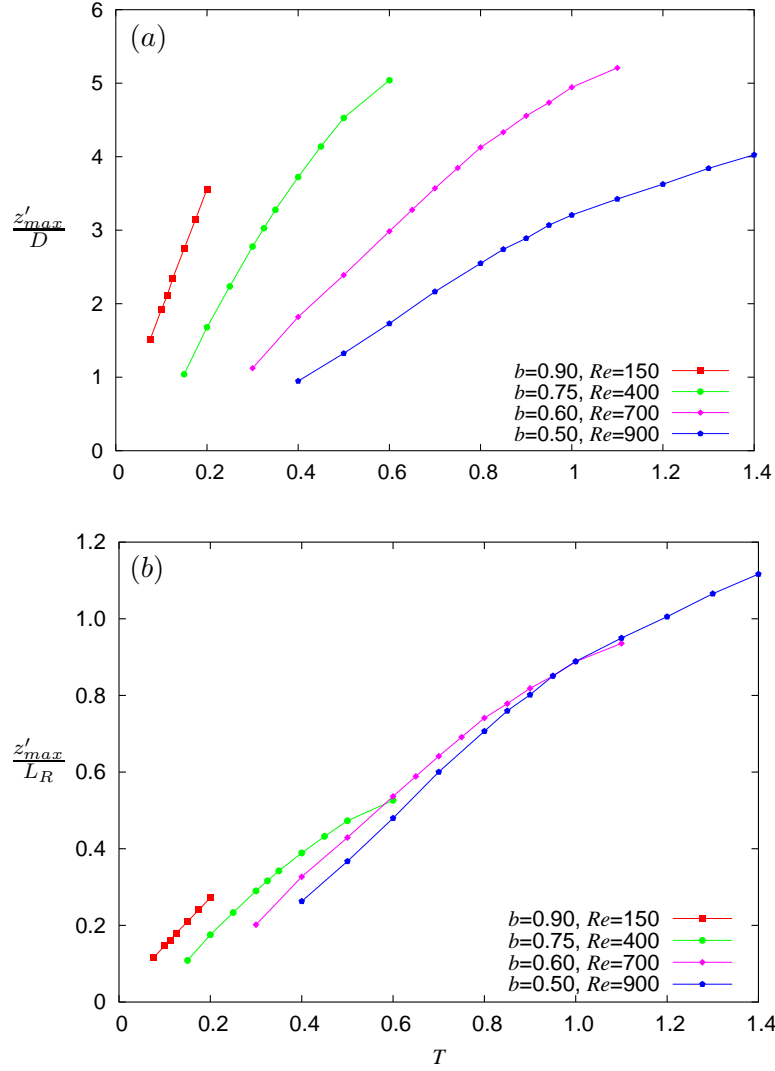 6
5
4
3
2
1
0
(a)
z′max
D
b=0.90, Re=150
b=0.75, Re=400
b=0.60, Re=700
b=0.50, Re=900
0 0.2 0.4 0.6 0.8 1 1.2 1.4
1.2
1.0
0.8
0.6
0.4
0.2
0
(b)
z′max
LR
b=0.90, Re=150
b=0.75, Re=400
b=0.60, Re=700
b=0.50, Re=900
0 0.2 0.4 0.6 0.8 1.0 1.2 1.4
T